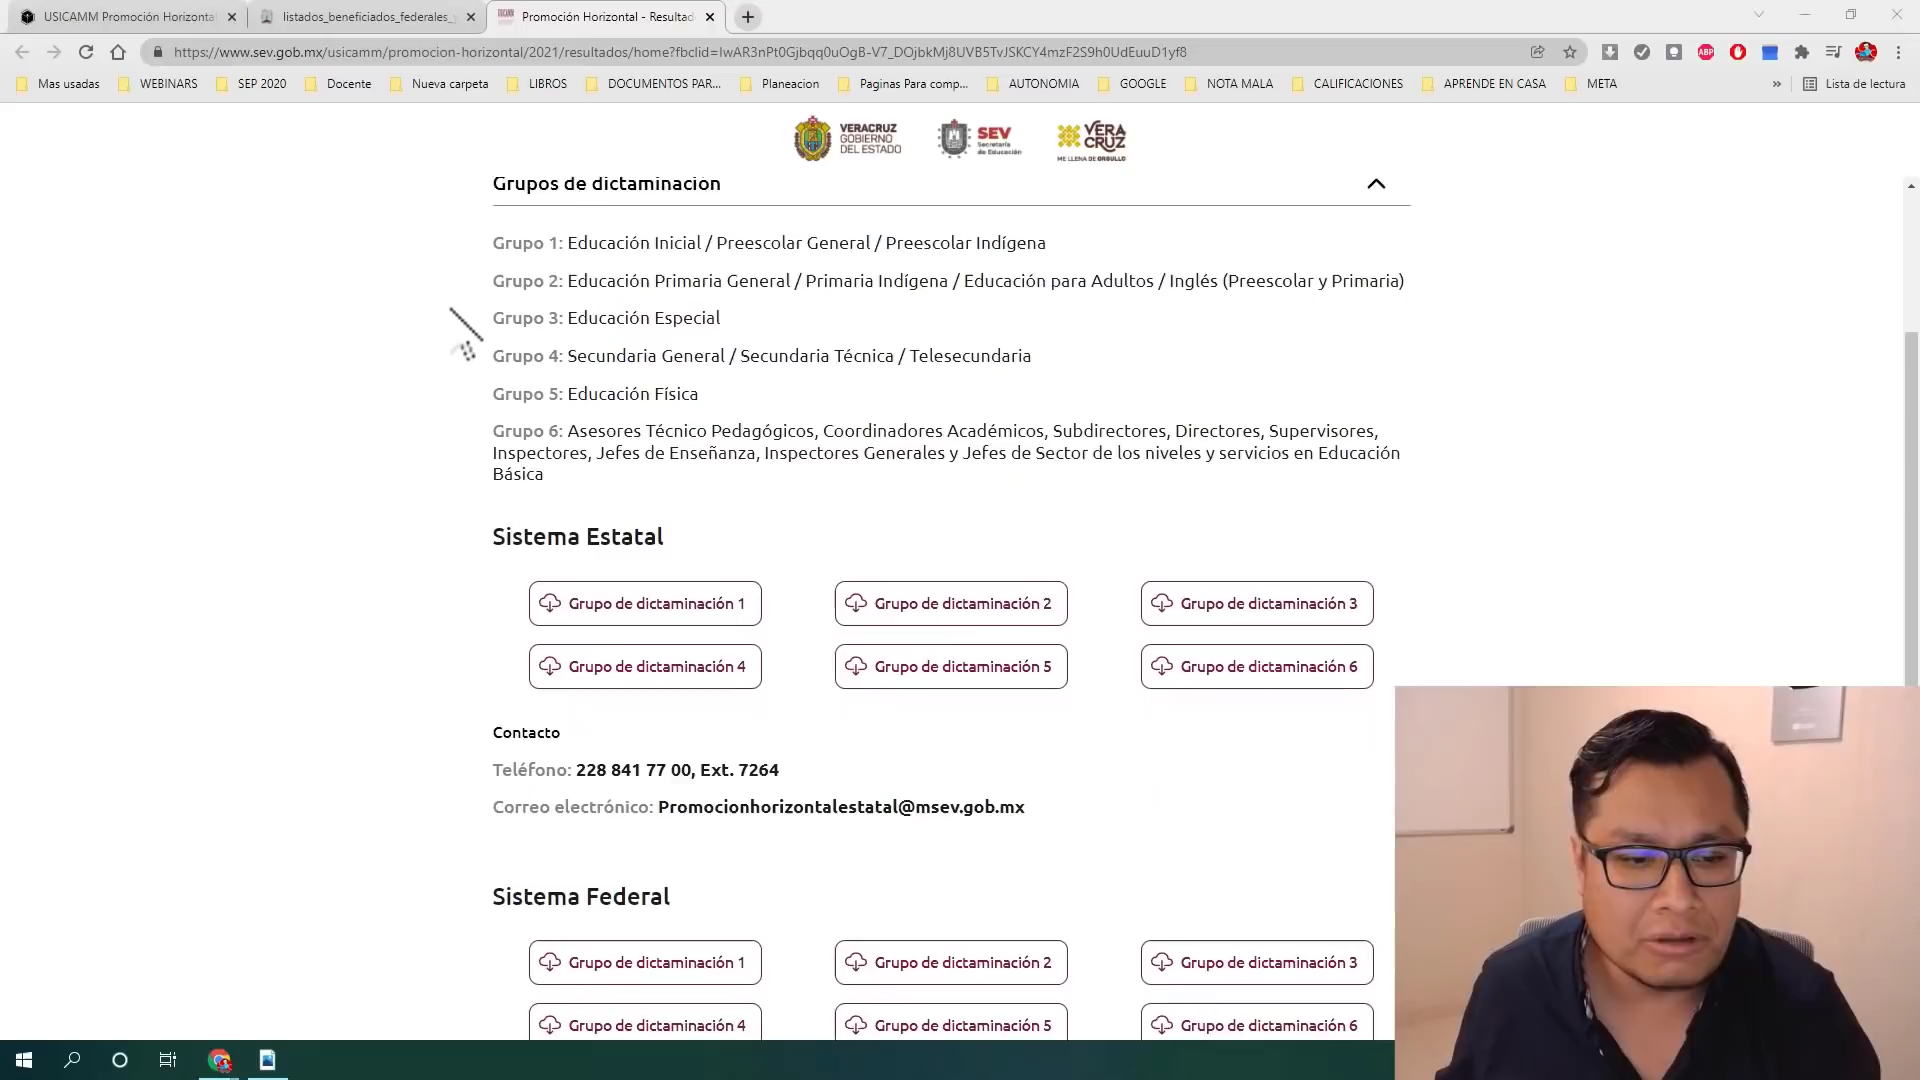 USICAMM Promoción Horizonta
listados_beneficiados_federales_
Promoción Horizontal - Resultad
https://www.sev.gob.mx/usicamm/promocion-horizontal/2021/resultados/home?fbclid=IwAR3nPt0Gjbqq0uOgB-V7_DOjbkMj8UVB5TvJSKCY4mzF2S9h0UdEuuD1yf8
ABP
Mas usadas
WEBINARS
SEP 2020
Docente
Nueva carpeta
LIBROS
DOCUMENTOS PAR...
Planeacion
Paginas Para comp...
AUTONOMIA
GOOGLE
NOTA MALA
CALIFICACIONES
APRENDE EN CASA
META
»
Lista de lectura
VERACRUZ
GOBIERNO
DEL ESTADO
SEV
Secretaría
de Educación
VERA
CRUZ
ME LLENA DE ORGULLO
Grupos de dictaminación
Grupo 1: Educación Inicial / Preescolar General / Preescolar Indígena
Grupo 2: Educación Primaria General / Primaria Indígena / Educación para Adultos / Inglés (Preescolar y Primaria)
Grupo 3: Educación Especial
Grupo 4: Secundaria General / Secundaria Técnica / Telesecundaria
Grupo 5: Educación Física
Grupo 6: Asesores Técnico Pedagógicos, Coordinadores Académicos, Subdirectores, Directores, Supervisores,
Inspectores, Jefes de Enseñanza, Inspectores Generales y Jefes de Sector de los niveles y servicios en Educación
Básica
Sistema Estatal
Grupo de dictaminación 1
Grupo de dictaminación 2
Grupo de dictaminación 3
Grupo de dictaminación 4
Grupo de dictaminación 5
Grupo de dictaminación 6
Contacto
Teléfono: 228 841 77 00, Ext. 7264
Correo electrónico: Promocionhorizontalestatal@msev.gob.mx
Sistema Federal
Grupo de dictaminación 1
Grupo de dictaminación 2
Grupo de dictaminación 3
Grupo de dictaminación 4
Grupo de dictaminación 5
Grupo de dictaminación 6